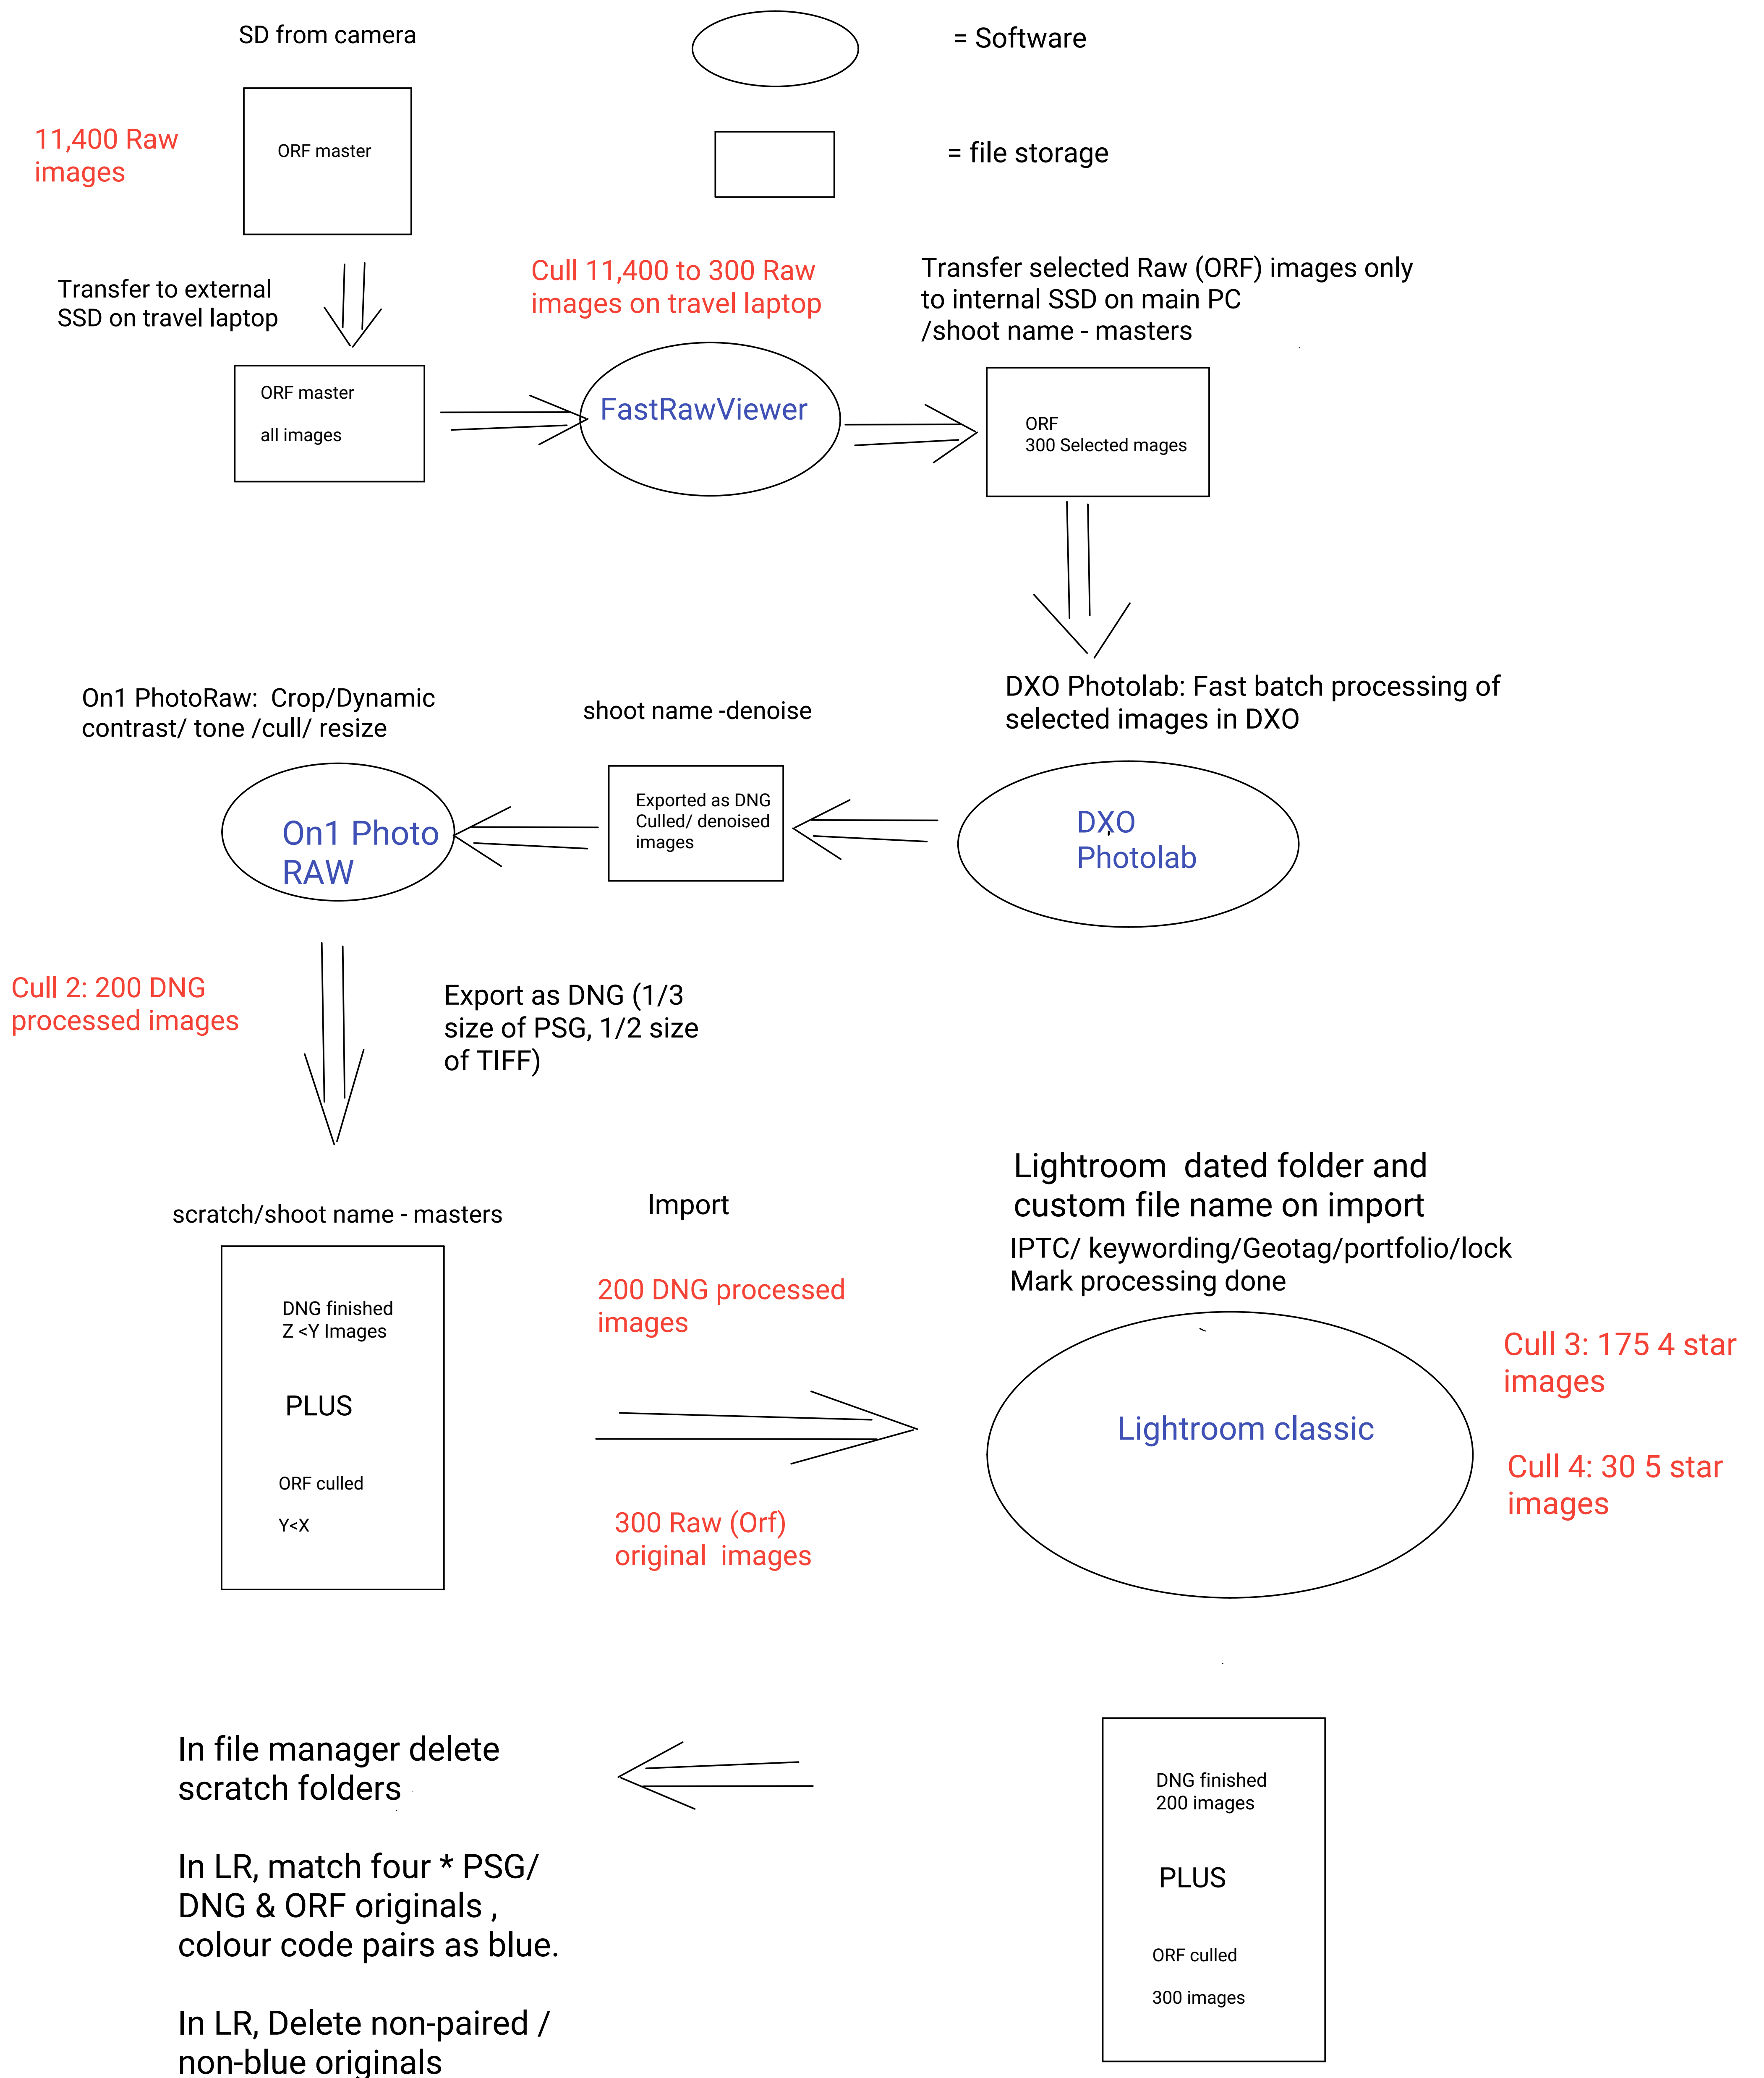 SD from camera
= Software
11,400 Raw
images
ORF master
= file storage
Transfer to external
SSD on travel laptop
Cull 11,400 to 300 Raw
images on travel laptop
Transfer selected Raw (ORF) images only
to internal SSD on main PC
/shoot name - masters
ORF master
all images
FastRawViewer
ORF
300 Selected mages
On1 PhotoRaw:  Crop/Dynamic
contrast/ tone /cull/ resize
shoot name -denoise
DXO Photolab: Fast batch processing of
selected images in DXO
On1 Photo
RAW
Exported as DNG
Culled/ denoised
images
DXO
Photolab
Cull 2: 200 DNG
processed images
Export as DNG (1/3
size of PSG, 1/2 size
of TIFF)
scratch/shoot name - masters
Import
Lightroom  dated folder and
custom file name on import
IPTC/ keywording/Geotag/portfolio/lock
Mark processing done
DNG finished
Z <Y Images
PLUS
ORF culled
Y<X
200 DNG processed
images
300 Raw (Orf)
original  images
Lightroom classic
Cull 3: 175 4 star
images
Cull 4: 30 5 star
images
In file manager delete
scratch folders
In LR, match four * PSG/
DNG & ORF originals ,
colour code pairs as blue.
In LR, Delete non-paired /
non-blue originals
DNG finished
200 images
PLUS
ORF culled
300 images